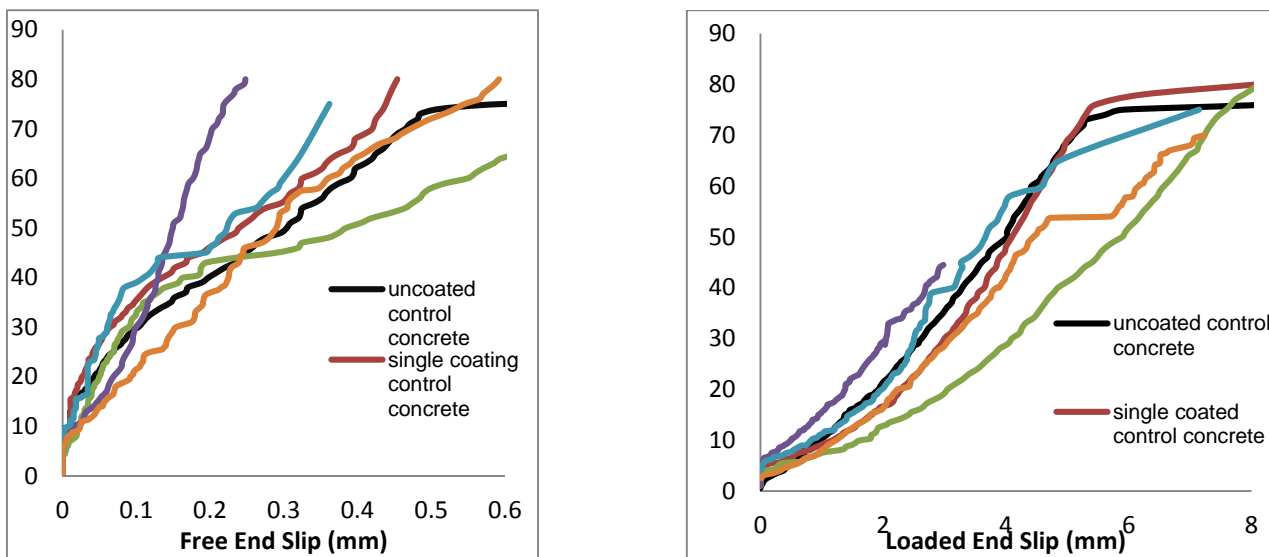 80
70
60
50
40
30
20
10
0
uncoated
control
concrete
single coating
control
concrete
0 0.1 0.2 0.3 0.4 0.5 0.6
Free End Slip (mm)
90
80
70
60
50
40
30
20
10
0
uncoated control
concrete
single coated
control concrete
0 2 4 6 8
Loaded End Slip (mm)